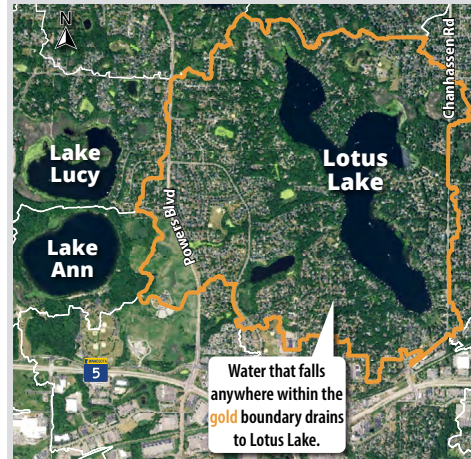 N
Chanhassen Rd
Lake
Lucy
Lotus
Lake
Powers Blvd
Lake
Ann
MINNESOTA
5
Water that falls
anywhere within the
gold boundary drains
to Lotus Lake.